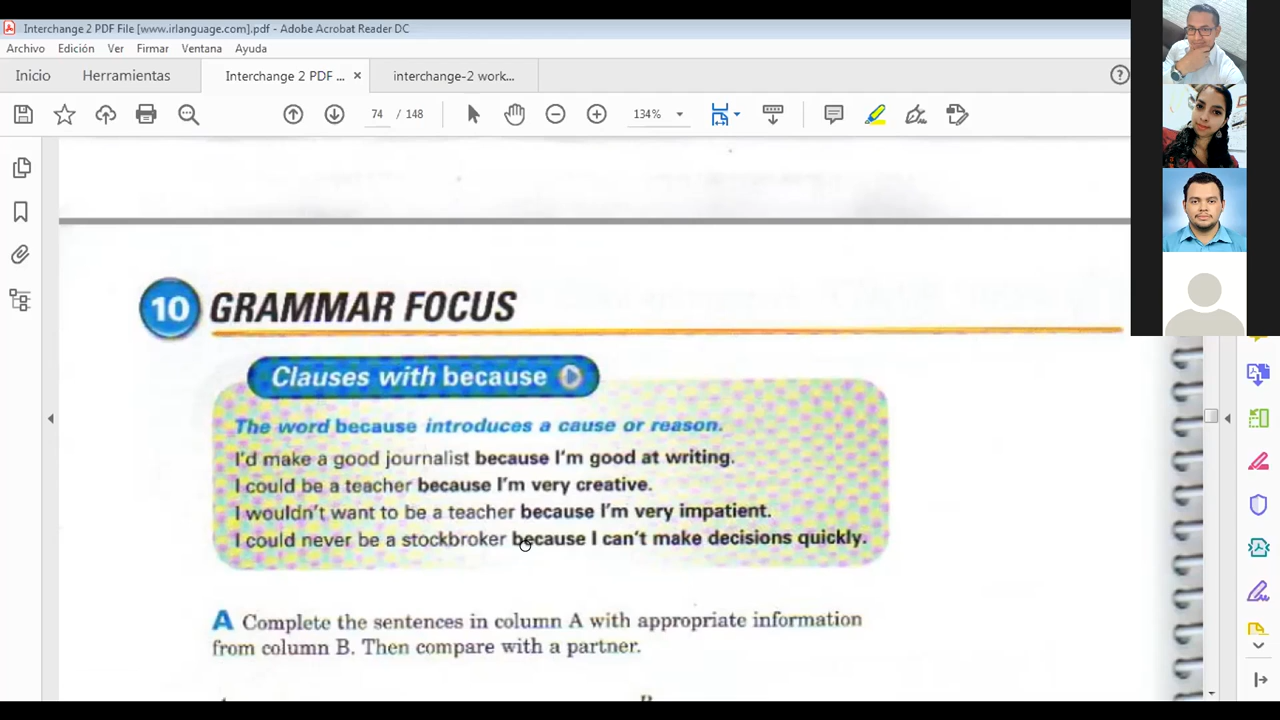 Interchange 2 PDF File [www.irlanguage.com].pdf - Adobe Acrobat Reader DC
Archivo Edición Ver Firmar Ventana Ayuda
Inicio Herramientas Interchange 2 PDF ... × interchange-2 work...
74 / 148 134%
10 GRAMMAR FOCUS
Clauses with because
The word because introduces a cause or reason.
I'd make a good journalist because I'm good at writing.
I could be a teacher because I'm very creative.
I wouldn't want to be a teacher because I'm very impatient.
I could never be a stockbroker because I can't make decisions quickly.
A Complete the sentences in column A with appropriate information
from column B. Then compare with a partner.